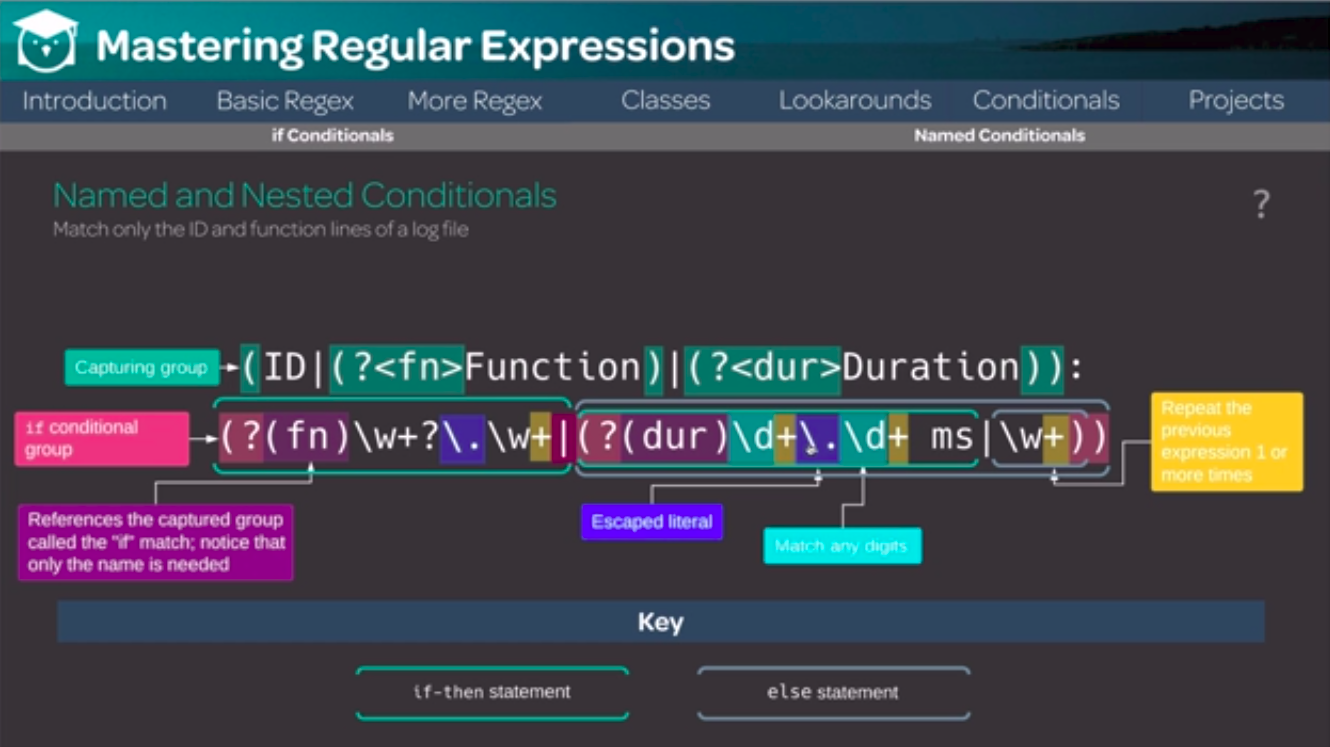 Mastering Regular Expressions
Introduction Basic Regex More Regex Classes Lookarounds Conditionals Projects
if Conditionals Named Conditionals
Named and Nested Conditionals
?
Match only the ID and function lines of a log file
Capturing group
(ID|(?<fn>Function)|(?<dur>Duration)):
if conditional
group
(?(fn)\w+?\.\w+|(?(dur)\d+\.\d+ ms|\w+))
Repeat the
previous
expression 1 or
more times
References the captured group
called the "if" match; notice that
only the name is needed
Escaped literal
Match any digits
Key
if-then statement
else statement